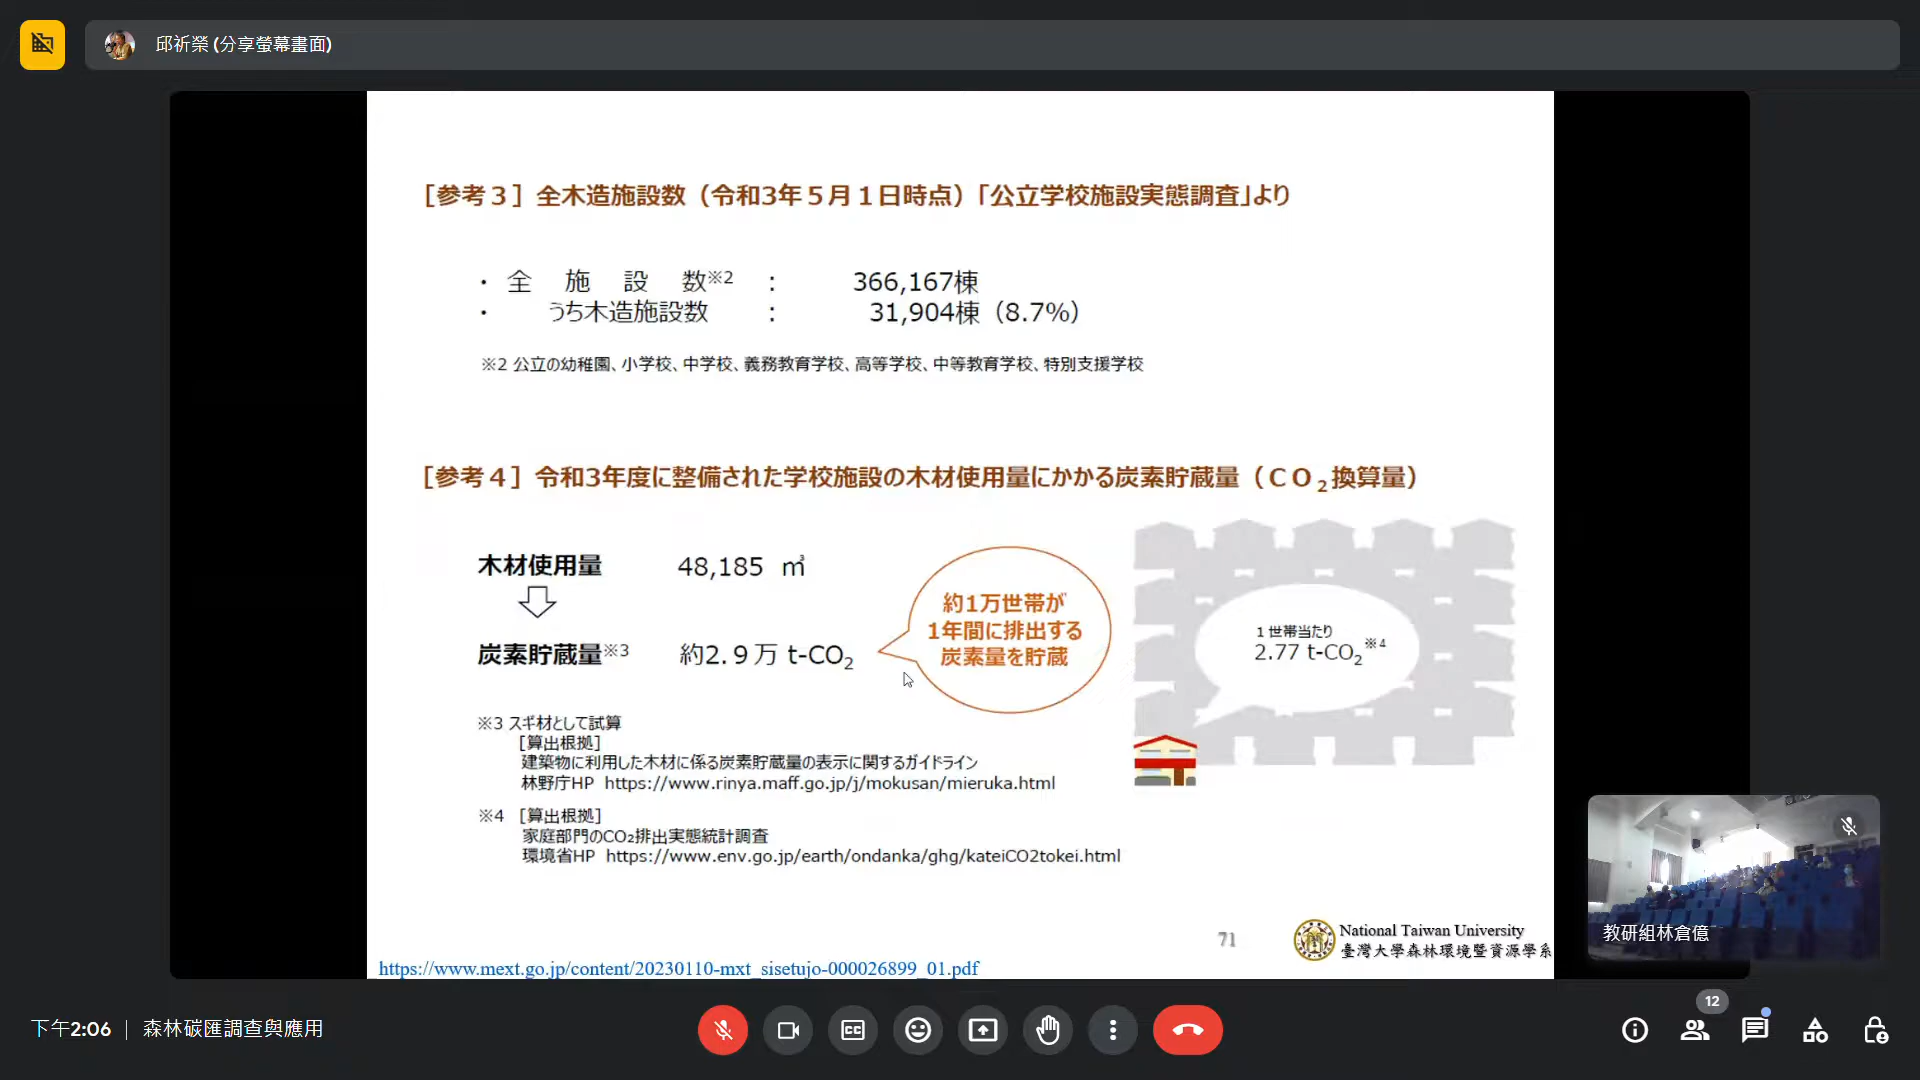 邱祈榮 (分享螢幕畫面)
［参考３］全木造施設数（令和3年５月１日時点）「公立学校施設実態調査」より
・ 全 施 設 数※2 ： 366,167棟
・ うち木造施設数 ： 31,904棟（8.7%）
※2 公立の幼稚園、小学校、中学校、義務教育学校、高等学校、中等教育学校、特別支援学校
［参考４］令和3年度に整備された学校施設の木材使用量にかかる炭素貯蔵量（ＣＯ₂換算量）
木材使用量 48,185 ㎥
炭素貯蔵量※3 約2.９万 t-CO₂
約1万世帯が
1年間に排出する
炭素量を貯蔵
１世帯当たり
2.77 t-CO₂※4
※3 スギ材として試算
［算出根拠］
建築物に利用した木材に係る炭素貯蔵量の表示に関するガイドライン
林野庁HP https://www.rinya.maff.go.jp/j/mokusan/mieruka.html
※4 ［算出根拠］
家庭部門のCO₂排出実態統計調査
環境省HP https://www.env.go.jp/earth/ondanka/ghg/kateiCO2tokei.html
71
National Taiwan University
臺灣大學森林環境暨資源學系
https://www.mext.go.jp/content/20230110-mxt_sisetujo-000026899_01.pdf
教研組林倉億
下午2:06 | 森林碳匯調查與應用
12